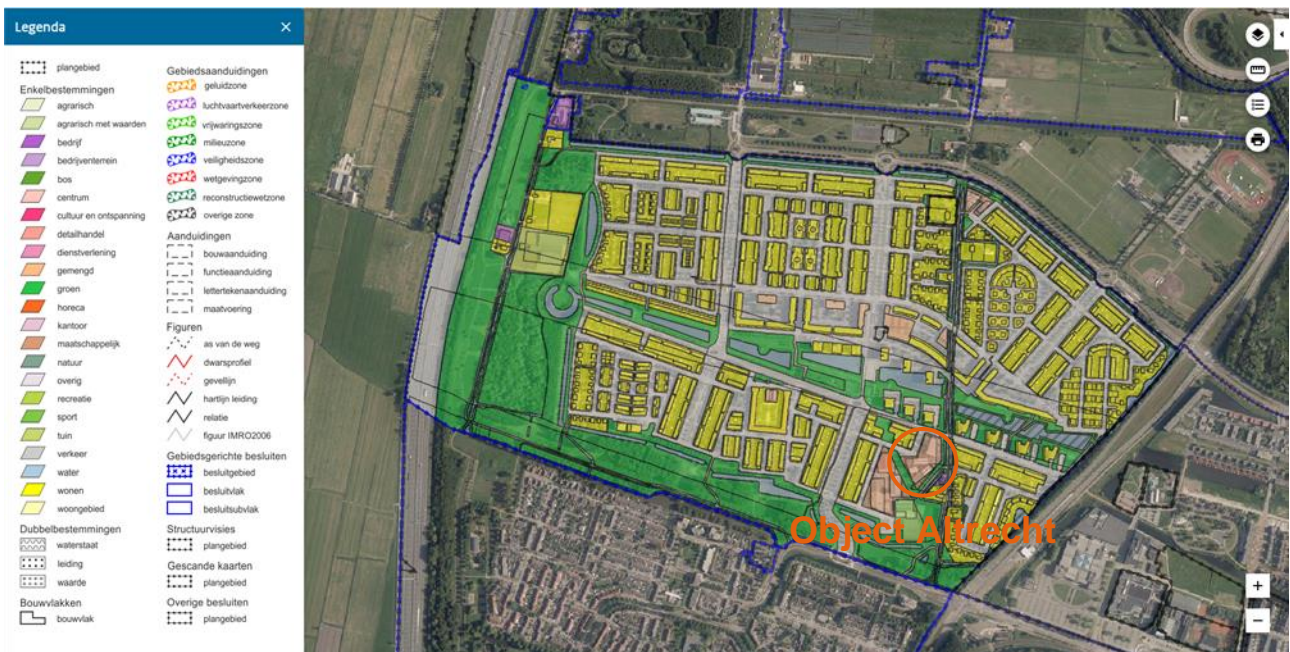 Legenda
plangebied
Enkelbestemmingen
agrarisch
agrarisch met waarden
bedrijf
bedrijventerrein
bos
centrum
cultuur en ontspanning
detailhandel
dienstverlening
gemengd
groen
horeca
kantoor
maatschappelijk
natuur
overig
recreatie
sport
tuin
verkeer
water
wonen
woongebied
Dubbelbestemmingen
waterstaat
leiding
waarde
Bouwvlakken
bouwvlak
Gebiedsaanduidingen
geluidzone
luchtvaartverkeerzone
vrijwaringszone
milieuzone
veiligheidszone
wetgevingzone
reconstructiewetzone
overige zone
Aanduidingen
bouwaanduiding
functieaanduiding
lettertekenaanduiding
maatvoering
Figuren
as van de weg
dwarsprofiel
gevellijn
hartlijn leiding
relatie
figuur IMRO2006
Gebiedsgerichte besluiten
besluitgebied
besluitvlak
besluitsubvlak
Structuurvisies
plangebied
Gescande kaarten
plangebied
Overige besluiten
plangebied
Object Altrecht